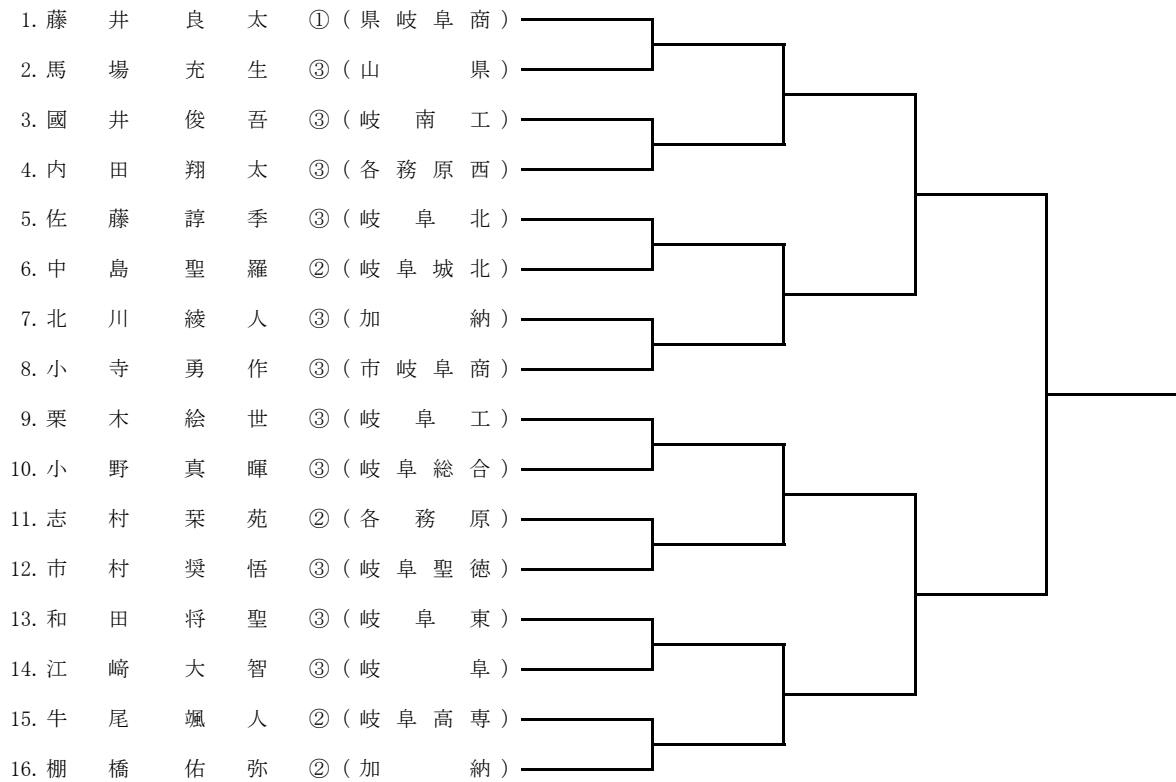 1. 藤井良太 ① (県岐阜商)
2. 馬場充生 ③ (山県)
3. 國井俊吾 ③ (岐南工)
4. 内田翔太 ③ (各務原西)
5. 佐藤諄季 ③ (岐阜北)
6. 中島聖羅 ② (岐阜城北)
7. 北川綾人 ③ (加納)
8. 小寺勇作 ③ (市岐阜商)
9. 栗木絵世 ③ (岐阜工)
10. 小野真暉 ③ (岐阜総合)
11. 志村栞苑 ② (各務原)
12. 市村奨悟 ③ (岐阜聖徳)
13. 和田将聖 ③ (岐阜東)
14. 江﨑大智 ③ (岐阜)
15. 牛尾颯人 ② (岐阜高専)
16. 棚橋佑弥 ② (加納)